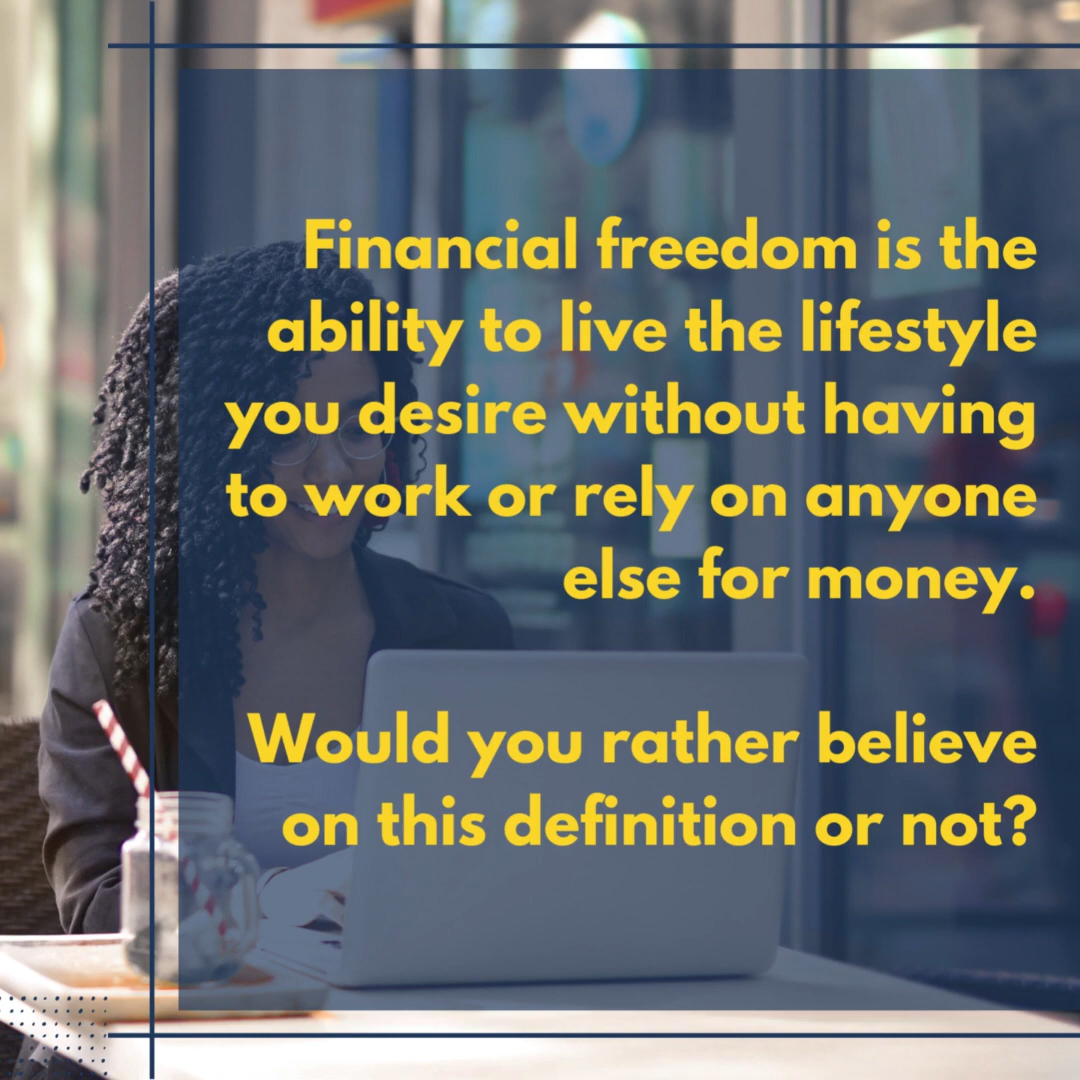 Financial freedom is the
ability to live the lifestyle
you desire without having
to work or rely on anyone
else for money.
Would you rather believe
on this definition or not?